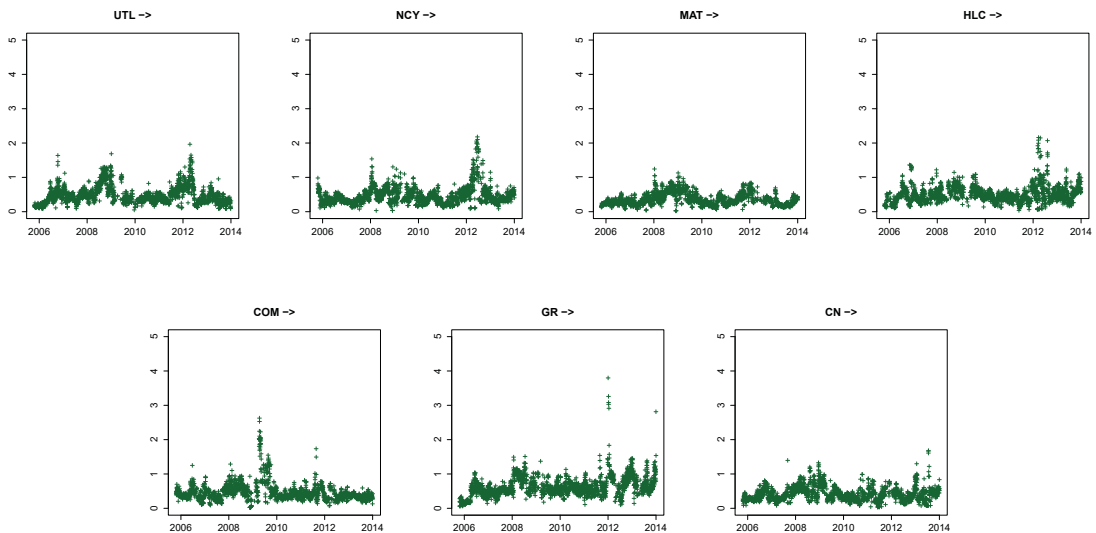 UTL −> NCY −> MAT −> HLC −>
5 5 5 5
4 4 4 4
3 3 3 3
2 2 2 2
1 1 1 1
0 0 0 0
2006 2008 2010 2012 2014 2006 2008 2010 2012 2014 2006 2008 2010 2012 2014 2006 2008 2010 2012 2014
COM −> GR −> CN −>
5 5 5
4 4 4
3 3 3
2 2 2
1 1 1
0 0 0
2006 2008 2010 2012 2014 2006 2008 2010 2012 2014 2006 2008 2010 2012 2014